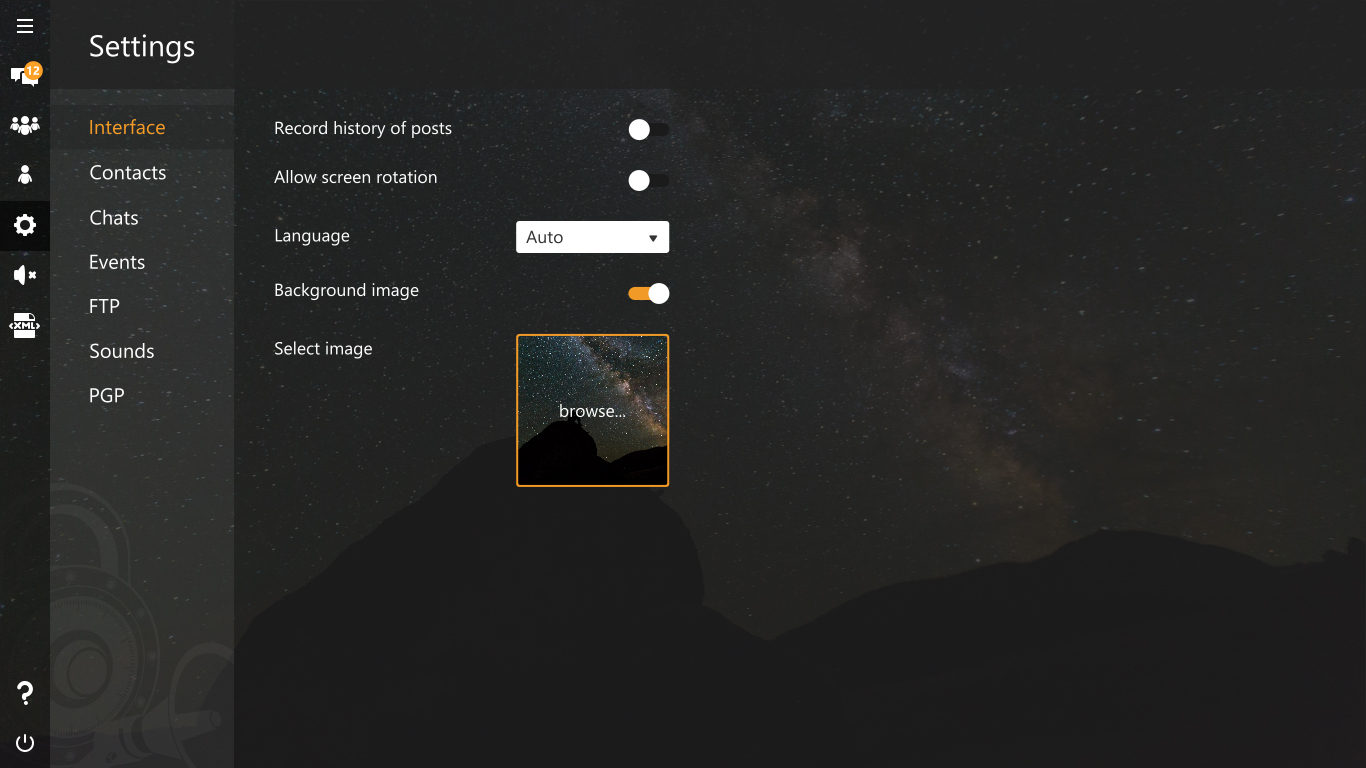 Settings
12
Interface
Contacts
Chats
Events
FTP
Sounds
PGP
Record history of posts
Allow screen rotation
Language
Auto
Background image
Select image
browse...
<XML>
?